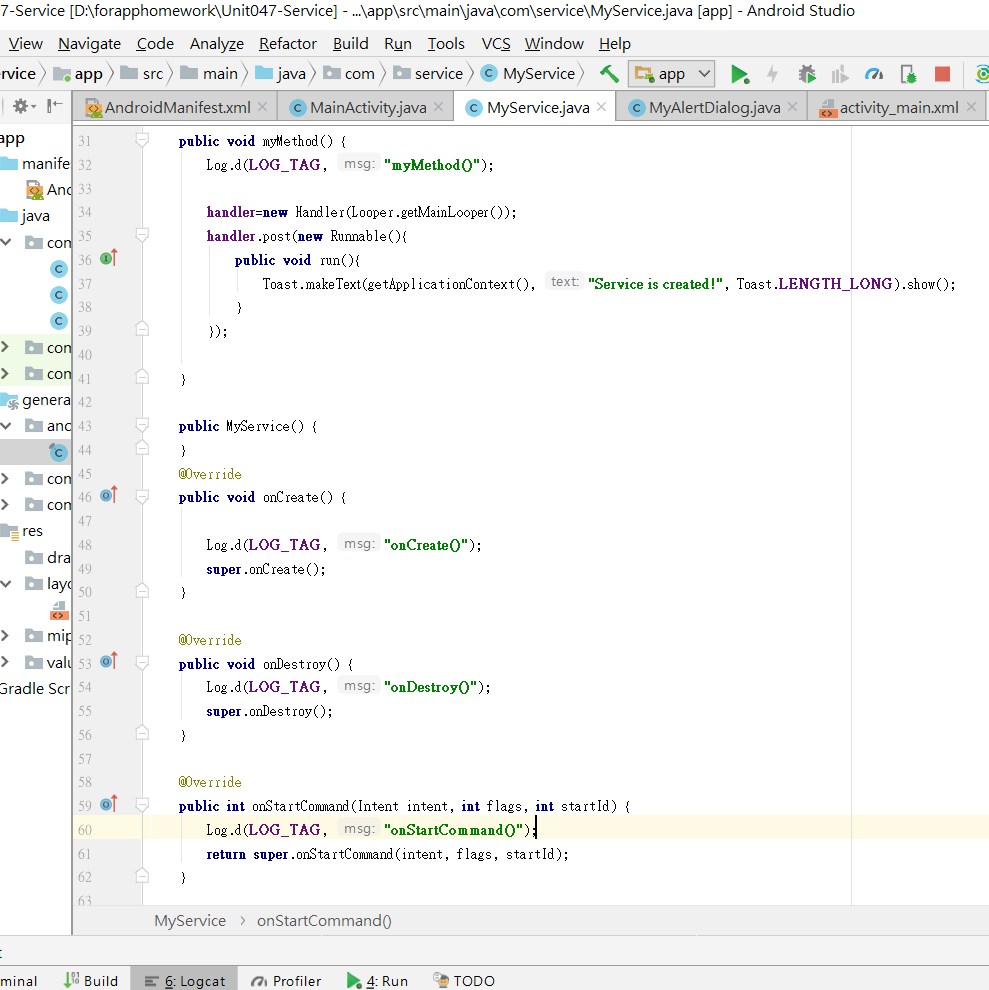 7-Service [D:\forapphomework\Unit047-Service] - ...\app\src\main\java\com\service\MyService.java [app] - Android Studio
View Navigate Code Analyze Refactor Build Run Tools VCS Window Help
rvice app src main java com service MyService app
AndroidManifest.xml MainActivity.java MyService.java MyAlertDialog.java activity_main.xml
app
manife
And
java
com
com
com
genera
and
com
com
res
dra
layo
mip
valu
Gradle Scr
31 public void myMethod() {
32 Log.d(LOG_TAG, msg: "myMethod()");
33
34 handler=new Handler(Looper.getMainLooper());
35 handler.post(new Runnable(){
36 public void run(){
37 Toast.makeText(getApplicationContext(), text: "Service is created!", Toast.LENGTH_LONG).show();
38 }
39 });
40
41 }
42
43 public MyService() {
44 }
45 @Override
46 public void onCreate() {
47
48 Log.d(LOG_TAG, msg: "onCreate()");
49 super.onCreate();
50 }
51
52 @Override
53 public void onDestroy() {
54 Log.d(LOG_TAG, msg: "onDestroy()");
55 super.onDestroy();
56 }
57
58 @Override
59 public int onStartCommand(Intent intent, int flags, int startId) {
60 Log.d(LOG_TAG, msg: "onStartCommand()");
61 return super.onStartCommand(intent, flags, startId);
62 }
63
MyService > onStartCommand()
minal Build 6: Logcat Profiler 4: Run TODO